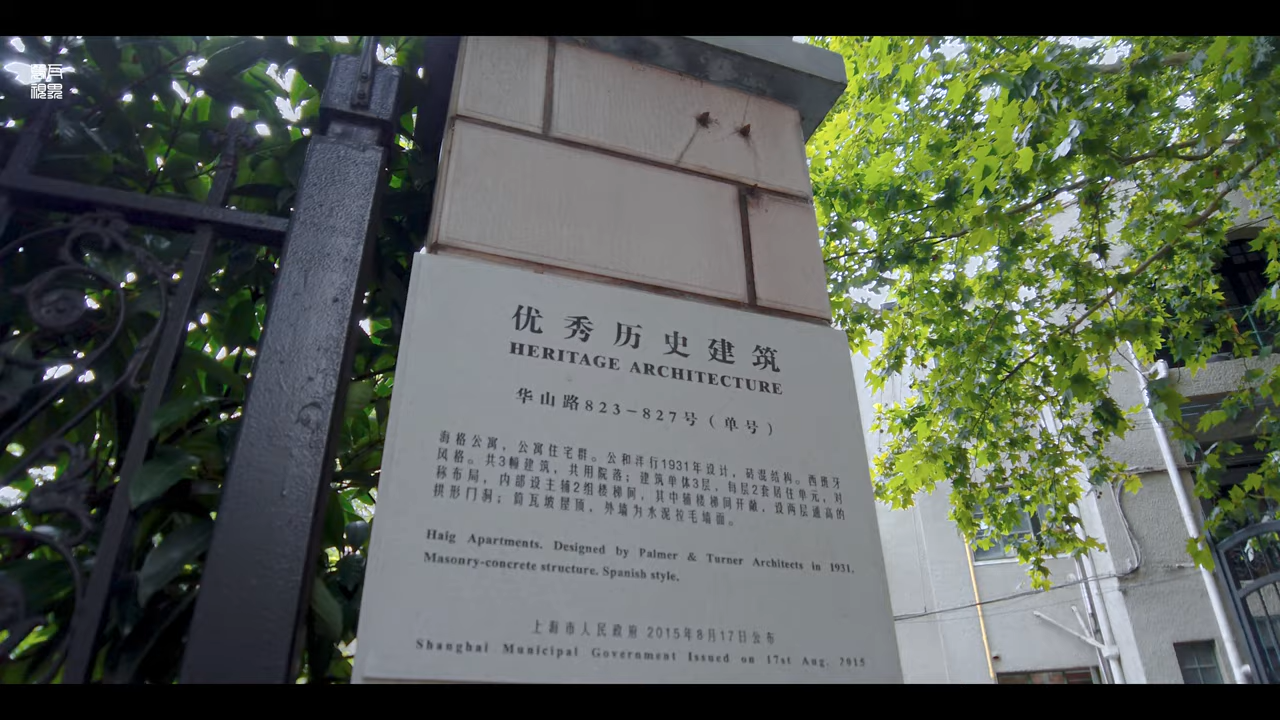 優秀历史建筑
HERITAGE ARCHITECTURE
华山路823-827号（单号）
海格公寓，公寓住宅群。公和洋行1931年设计，砖混结构。西班牙
风格。共3幢建筑，共用院落；建筑单体3层，每层2套居住单元，对
称布局，内部设主辅2组楼梯间，其中辅楼梯间开敞，设两层通高的
拱形门洞；筒瓦坡屋顶，外墙为水泥拉毛墙面。
Haig Apartments. Designed by Palmer & Turner Architects in 1931.
Masonry-concrete structure. Spanish style.
上海市人民政府 2015年8月17日公布
Shanghai Municipal Government Issued on 17st Aug. 2015